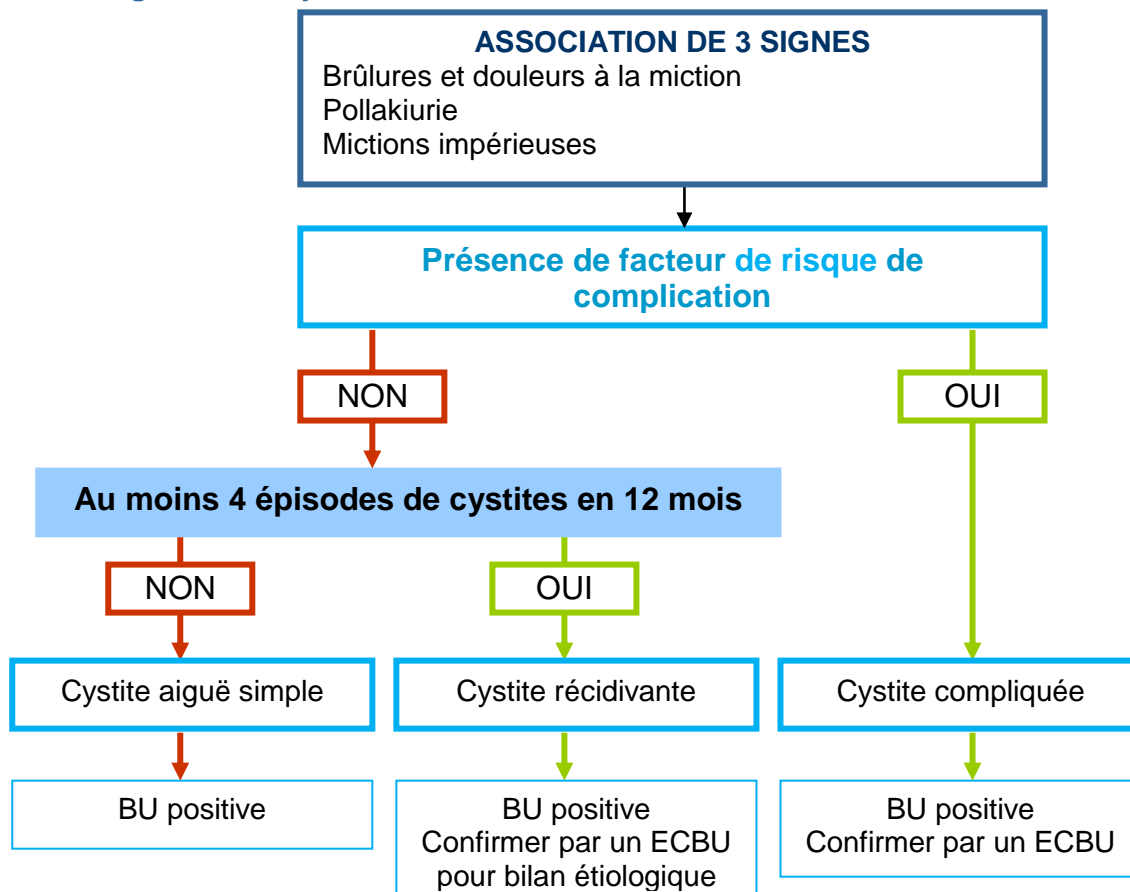 ASSOCIATION DE 3 SIGNES
Brûlures et douleurs à la miction
Pollakiurie
Mictions impérieuses
Présence de facteur de risque de
complication
NON
OUI
Au moins 4 épisodes de cystites en 12 mois
NON
OUI
Cystite aiguë simple
Cystite récidivante
Cystite compliquée
BU positive
BU positive
Confirmer par un ECBU
pour bilan étiologique
BU positive
Confirmer par un ECBU